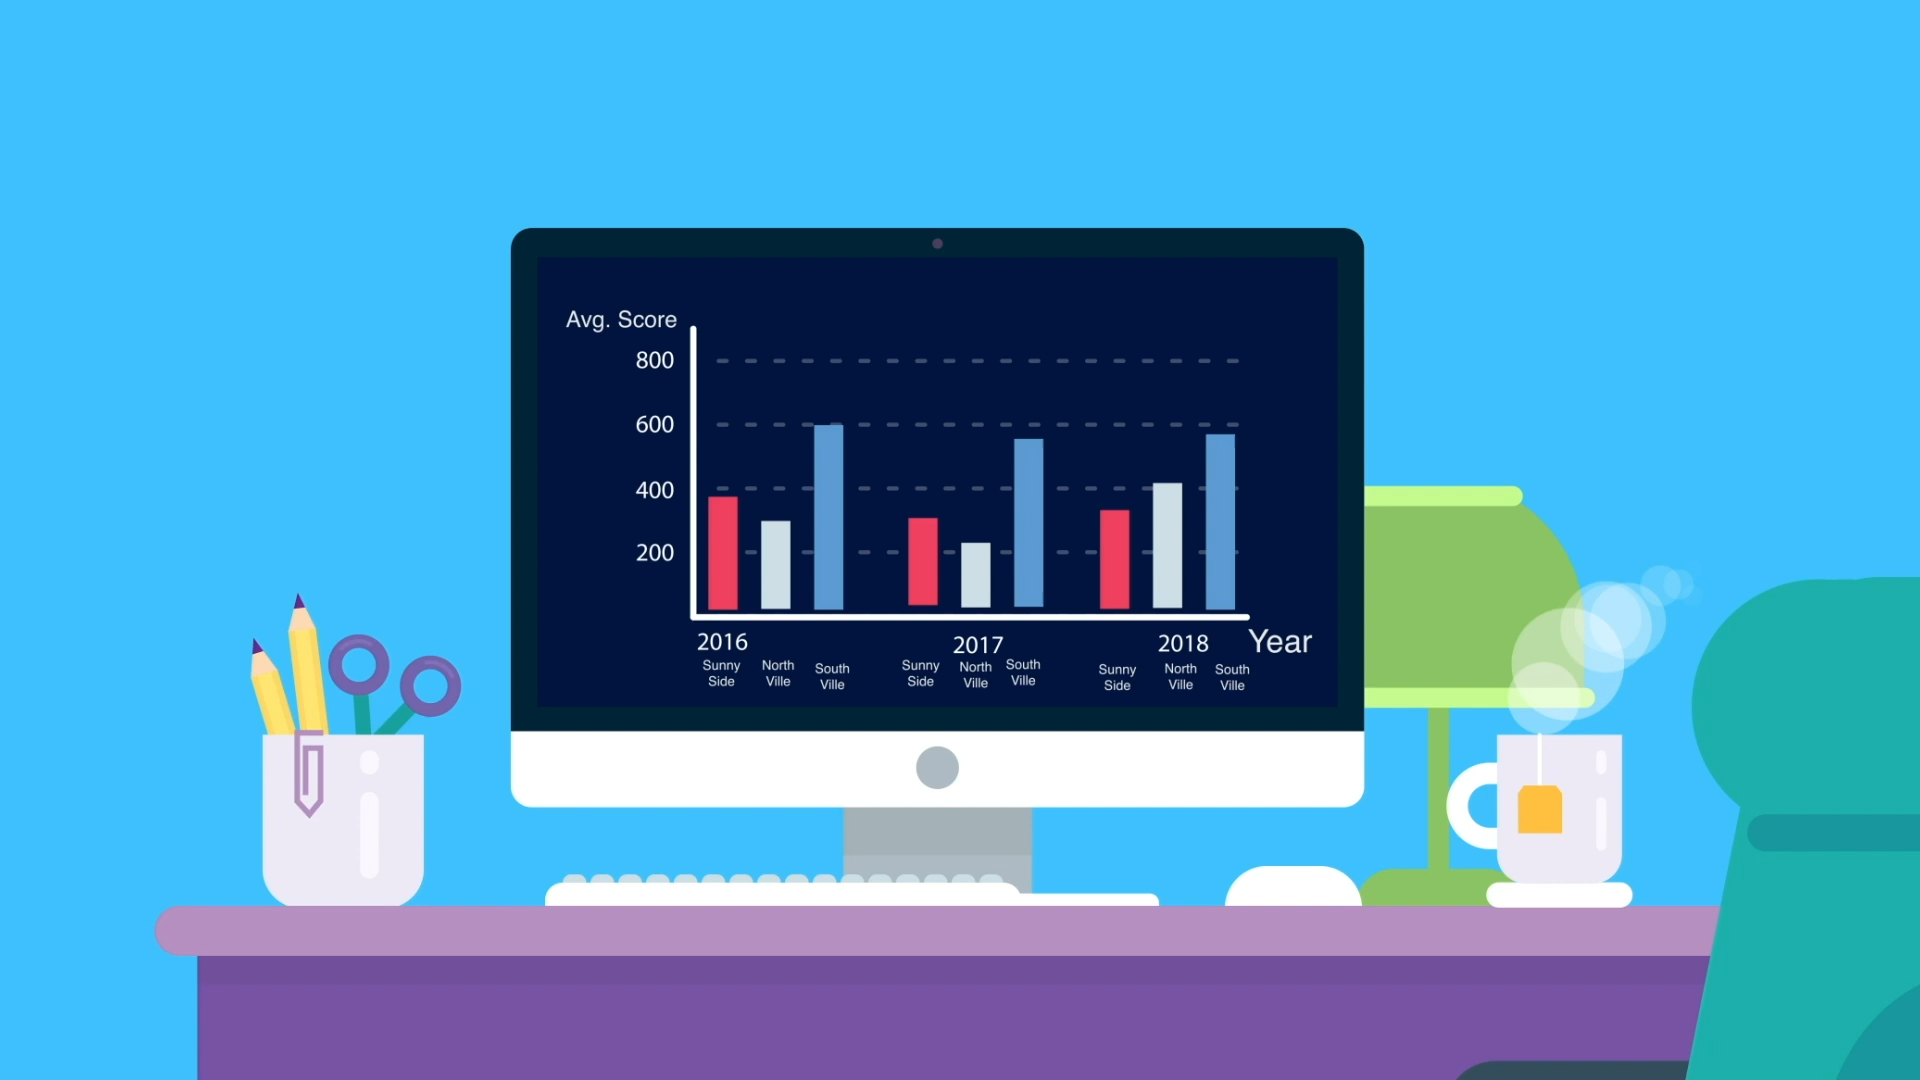 Avg. Score
800
600
400
200
2016 2017 2018 Year
Sunny Side North Ville South Ville Sunny Side North Ville South Ville Sunny Side North Ville South Ville